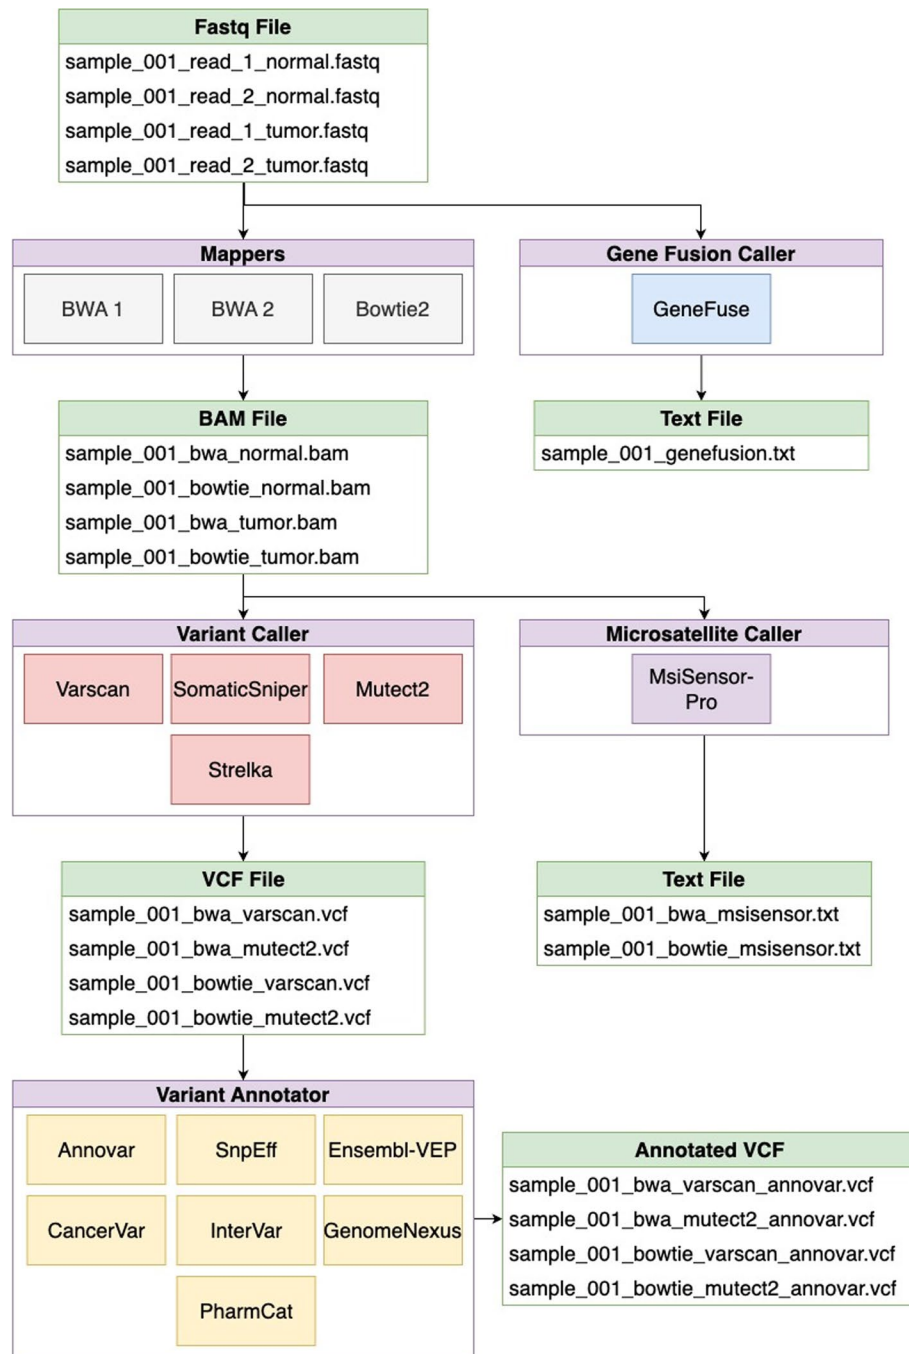 Fastq File
sample_001_read_1_normal.fastq
sample_001_read_2_normal.fastq
sample_001_read_1_tumor.fastq
sample_001_read_2_tumor.fastq
Mappers
BWA 1
BWA 2
Bowtie2
Gene Fusion Caller
GeneFuse
BAM File
sample_001_bwa_normal.bam
sample_001_bowtie_normal.bam
sample_001_bwa_tumor.bam
sample_001_bowtie_tumor.bam
Text File
sample_001_genefusion.txt
Variant Caller
Varscan
SomaticSniper
Mutect2
Strelka
Microsatellite Caller
MsiSensor-
Pro
VCF File
sample_001_bwa_varscan.vcf
sample_001_bwa_mutect2.vcf
sample_001_bowtie_varscan.vcf
sample_001_bowtie_mutect2.vcf
Text File
sample_001_bwa_msisensor.txt
sample_001_bowtie_msisensor.txt
Variant Annotator
Annovar
SnpEff
Ensembl-VEP
CancerVar
InterVar
GenomeNexus
PharmCat
Annotated VCF
sample_001_bwa_varscan_annovar.vcf
sample_001_bwa_mutect2_annovar.vcf
sample_001_bowtie_varscan_annovar.vcf
sample_001_bowtie_mutect2_annovar.vcf